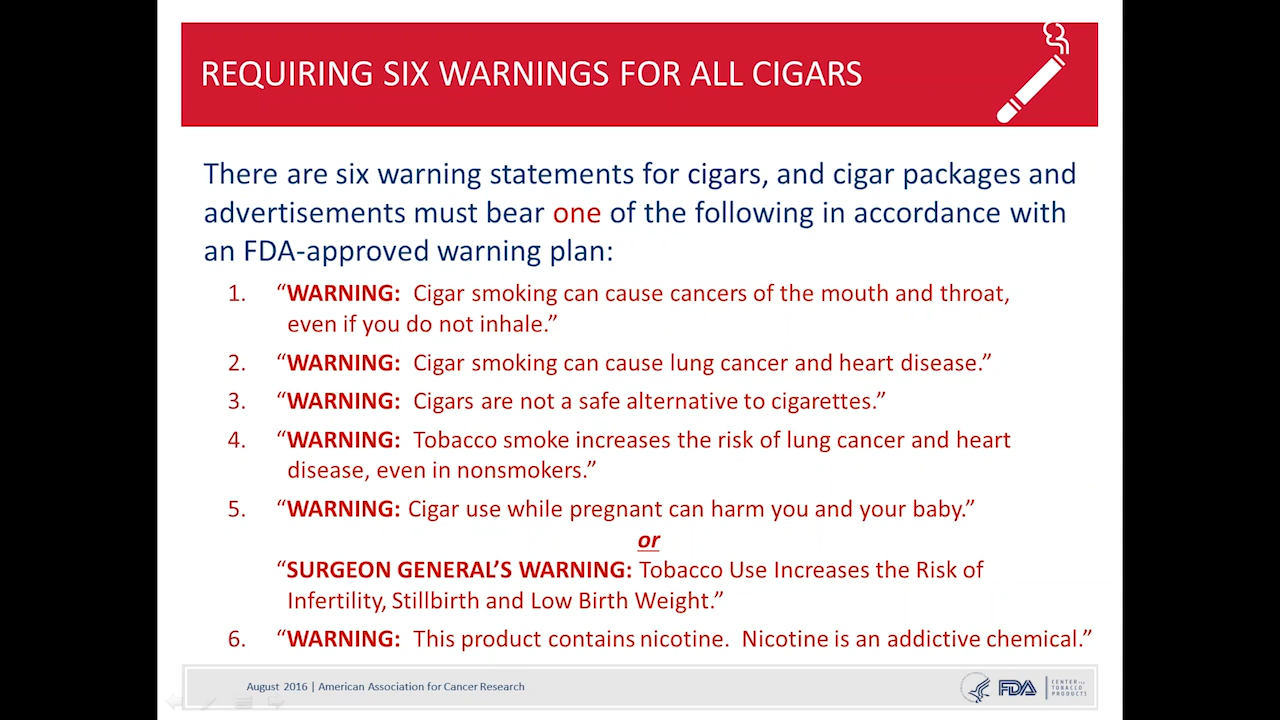 REQUIRING SIX WARNINGS FOR ALL CIGARS
There are six warning statements for cigars, and cigar packages and
advertisements must bear one of the following in accordance with
an FDA-approved warning plan:
1. “WARNING: Cigar smoking can cause cancers of the mouth and throat,
even if you do not inhale.”
2. “WARNING: Cigar smoking can cause lung cancer and heart disease.”
3. “WARNING: Cigars are not a safe alternative to cigarettes.”
4. “WARNING: Tobacco smoke increases the risk of lung cancer and heart
disease, even in nonsmokers.”
5. “WARNING: Cigar use while pregnant can harm you and your baby.”
or
“SURGEON GENERAL’S WARNING: Tobacco Use Increases the Risk of
Infertility, Stillbirth and Low Birth Weight.”
6. “WARNING: This product contains nicotine. Nicotine is an addictive chemical.”
August 2016 | American Association for Cancer Research
FDA
CENTER FOR
TOBACCO
PRODUCTS